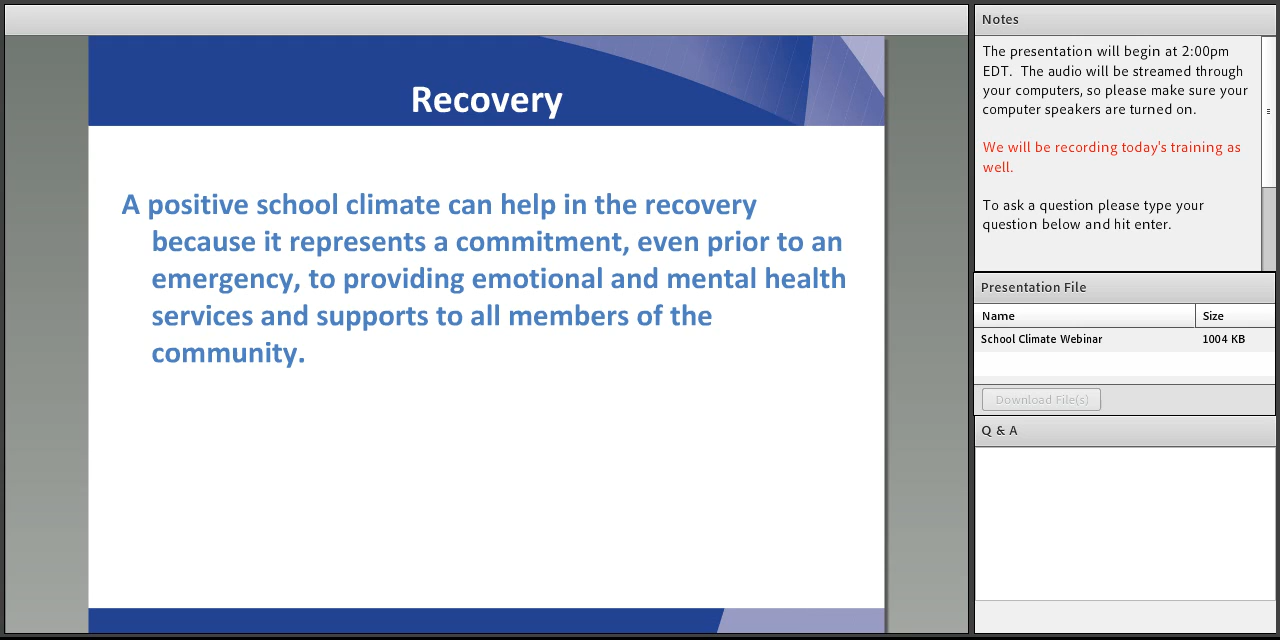 Recovery
A positive school climate can help in the recovery
because it represents a commitment, even prior to an
emergency, to providing emotional and mental health
services and supports to all members of the
community.
Notes
The presentation will begin at 2:00pm
EDT.  The audio will be streamed through
your computers, so please make sure your
computer speakers are turned on.
We will be recording today's training as
well.
To ask a question please type your
question below and hit enter.
Presentation File
Name Size
School Climate Webinar 1004 KB
Download File(s)
Q & A